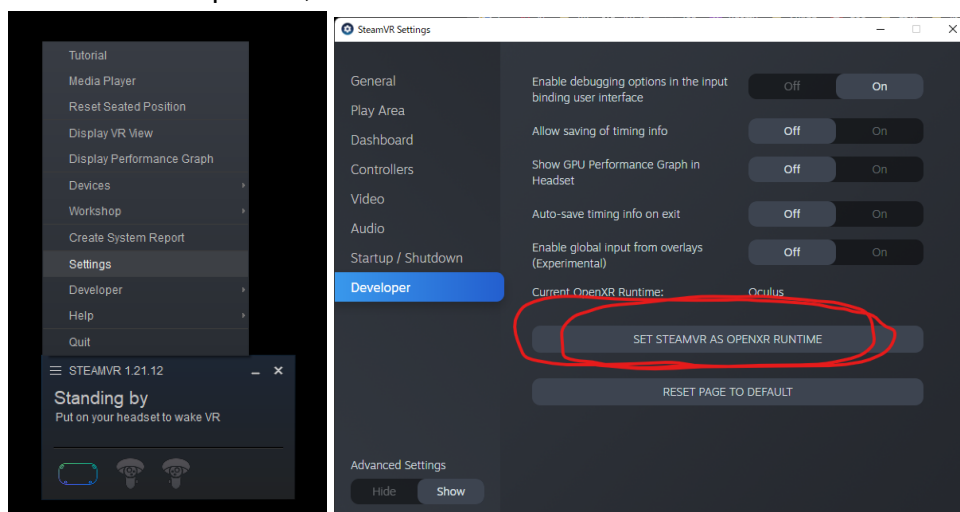 Tutorial
Media Player
Reset Seated Position
Display VR View
Display Performance Graph
Devices
Workshop
Create System Report
Settings
Developer
Help
Quit
STEAMVR 1.21.12
Standing by
Put on your headset to wake VR
SteamVR Settings
General
Play Area
Dashboard
Controllers
Video
Audio
Startup / Shutdown
Developer
Advanced Settings
Hide Show
Enable debugging options in the input
binding user interface
Off On
Allow saving of timing info
Off On
Show GPU Performance Graph in
Headset
Off On
Auto-save timing info on exit
Off On
Enable global input from overlays
(Experimental)
Off On
Current OpenXR Runtime: Oculus
SET STEAMVR AS OPENXR RUNTIME
RESET PAGE TO DEFAULT